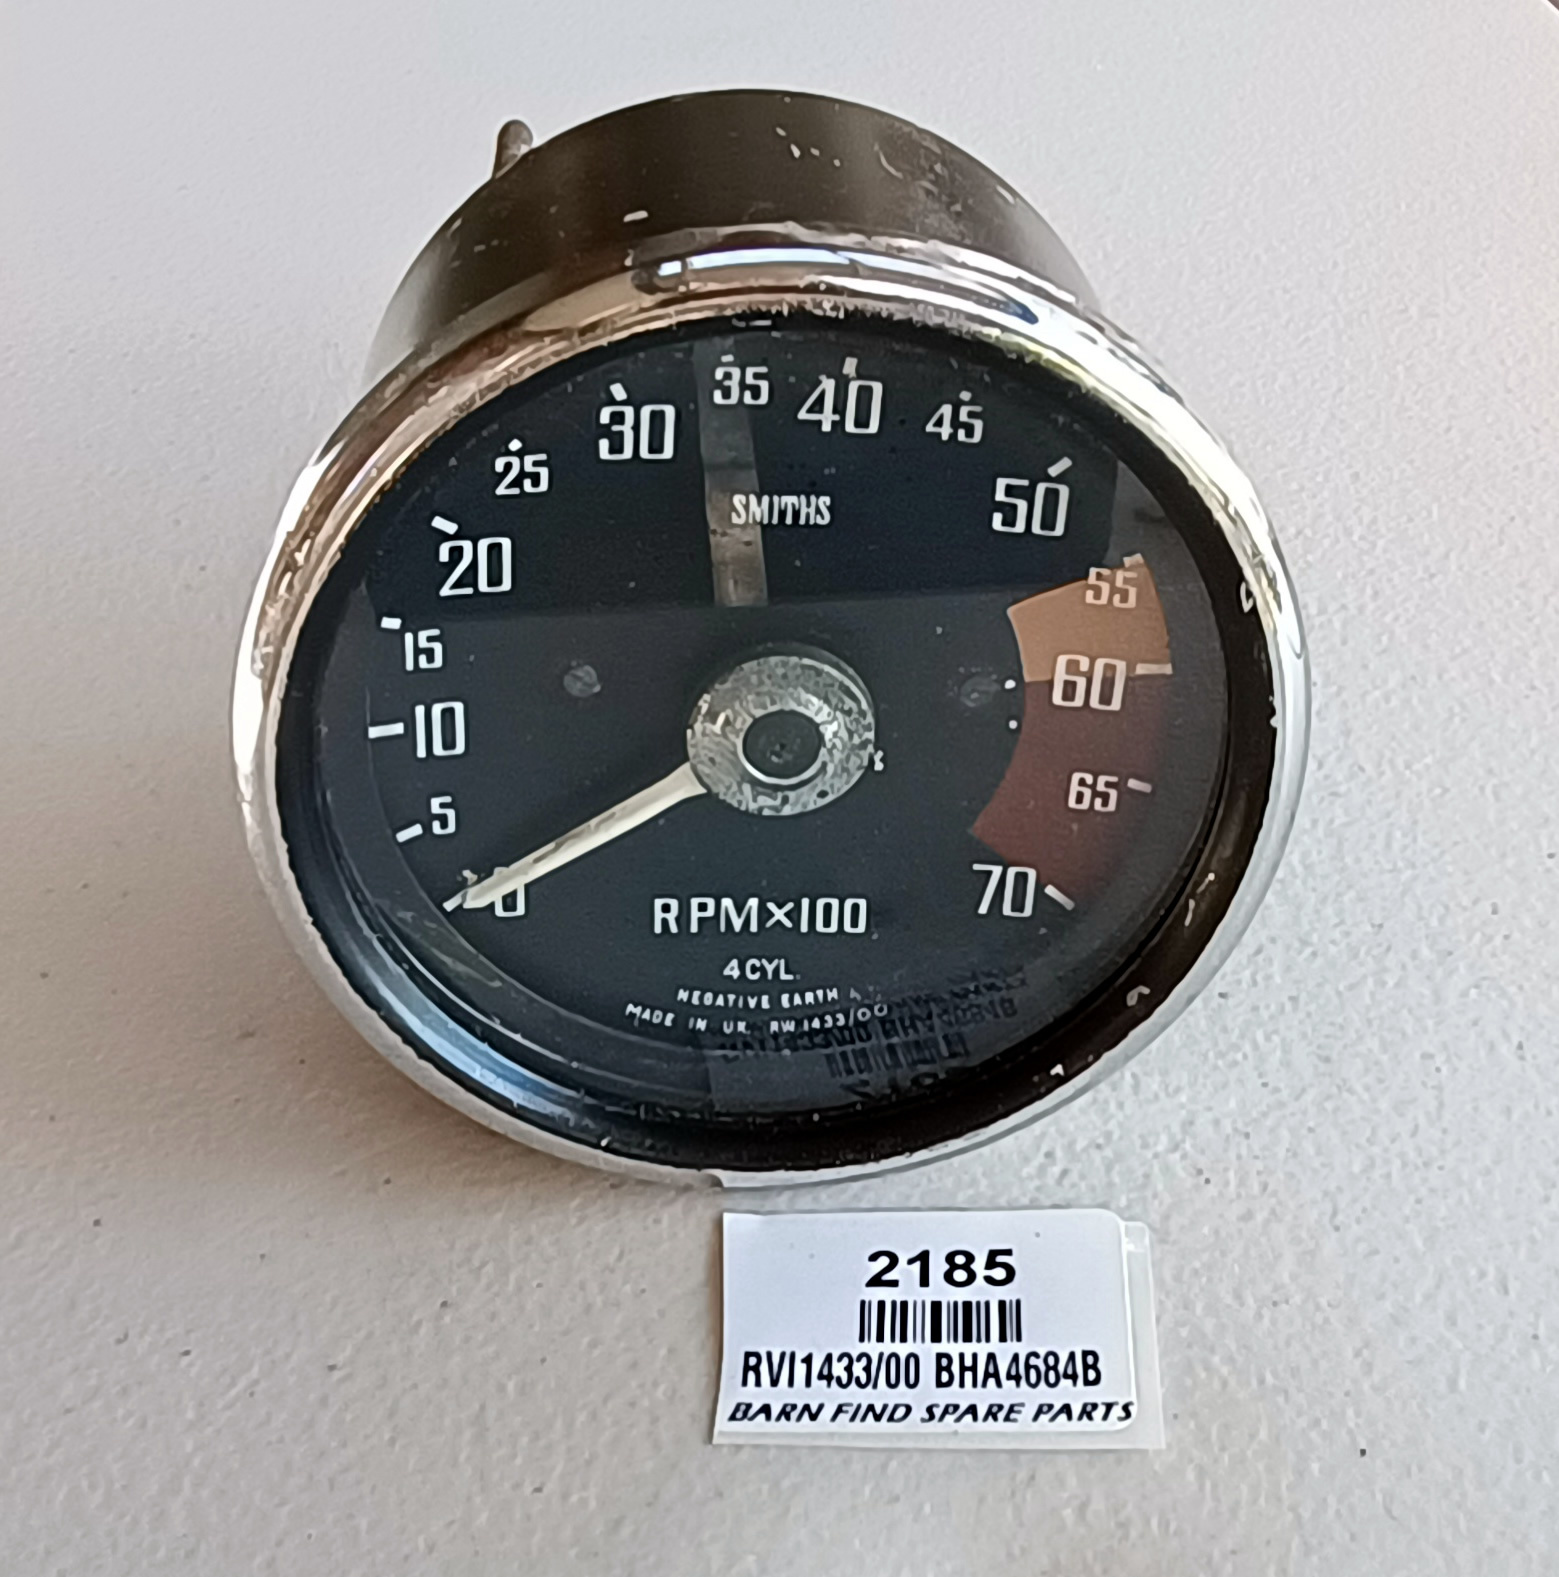 35
40
45
30
25
50
SMITHS
20
55
15
60
10
65
5
70
0
RPM×100
4 CYL.
NEGATIVE EARTH
MADE IN UK. 1433/00
2185
RVI1433/00 BHA4684B
BARN FIND SPARE PARTS